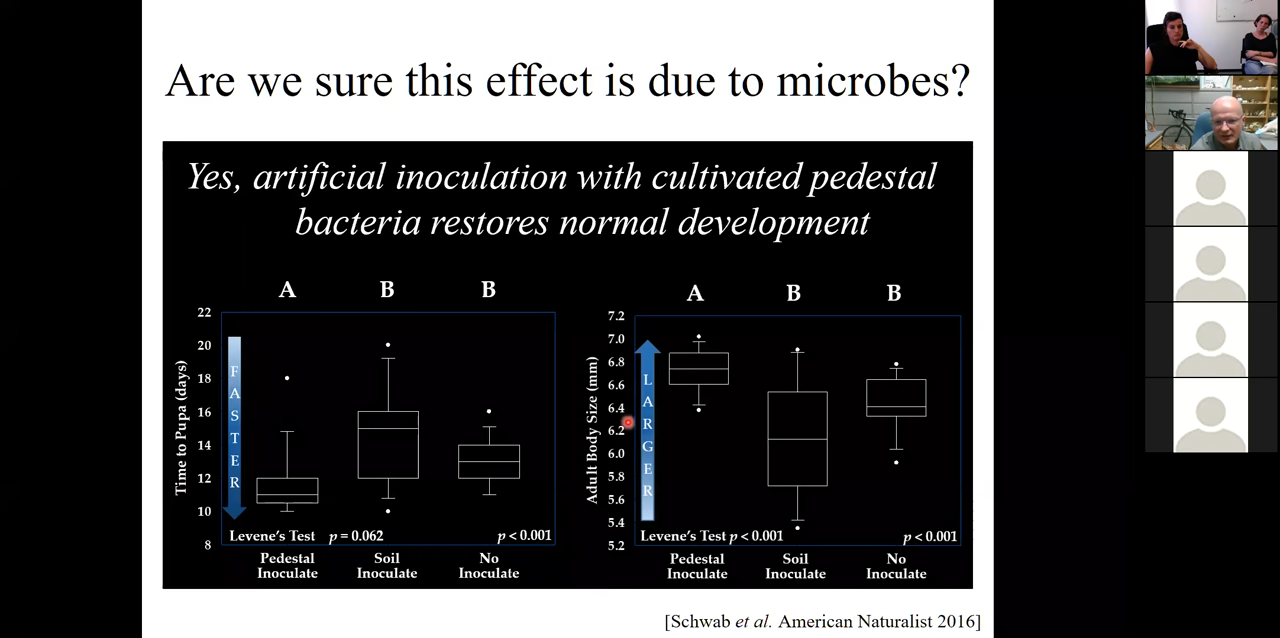 Are we sure this effect is due to microbes?
Yes, artificial inoculation with cultivated pedestal
bacteria restores normal development
A B B
22
20
18
16
14
12
10
8
Time to Pupa (days)
FASTER
Levene's Test p = 0.062 p < 0.001
Pedestal Inoculate
Soil Inoculate
No Inoculate
A B B
7.2
7.0
6.8
6.6
6.4
6.2
6.0
5.8
5.6
5.4
5.2
Adult Body Size (mm)
LARGER
Levene's Test p < 0.001 p < 0.001
Pedestal Inoculate
Soil Inoculate
No Inoculate
[Schwab et al. American Naturalist 2016]